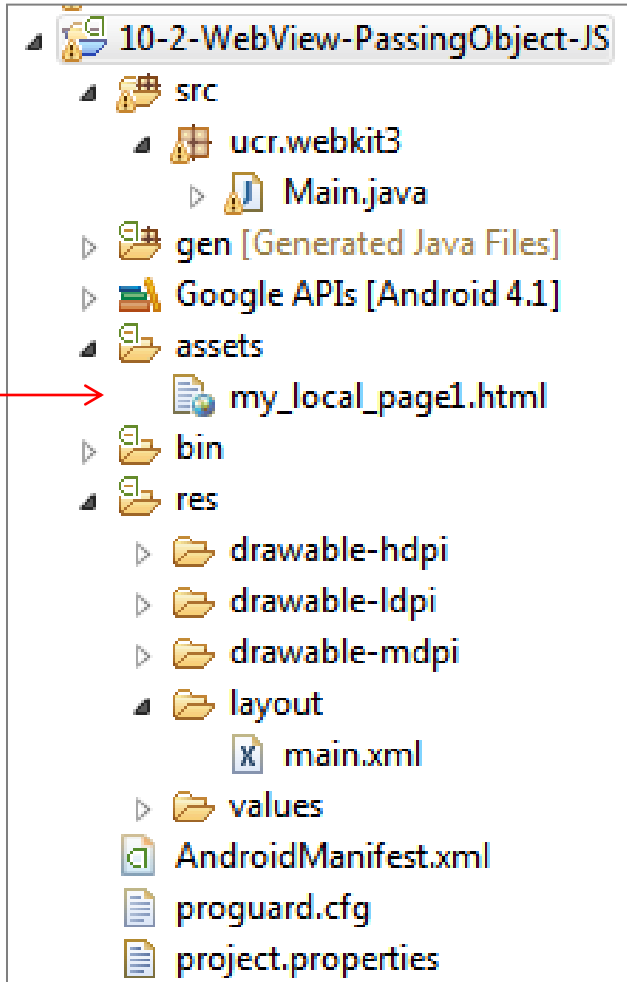 10-2-WebView-PassingObject-JS
src
ucr.webkit3
Main.java
gen [Generated Java Files]
Google APIs [Android 4.1]
assets
my_local_page1.html
bin
res
drawable-hdpi
drawable-ldpi
drawable-mdpi
layout
main.xml
values
AndroidManifest.xml
proguard.cfg
project.properties